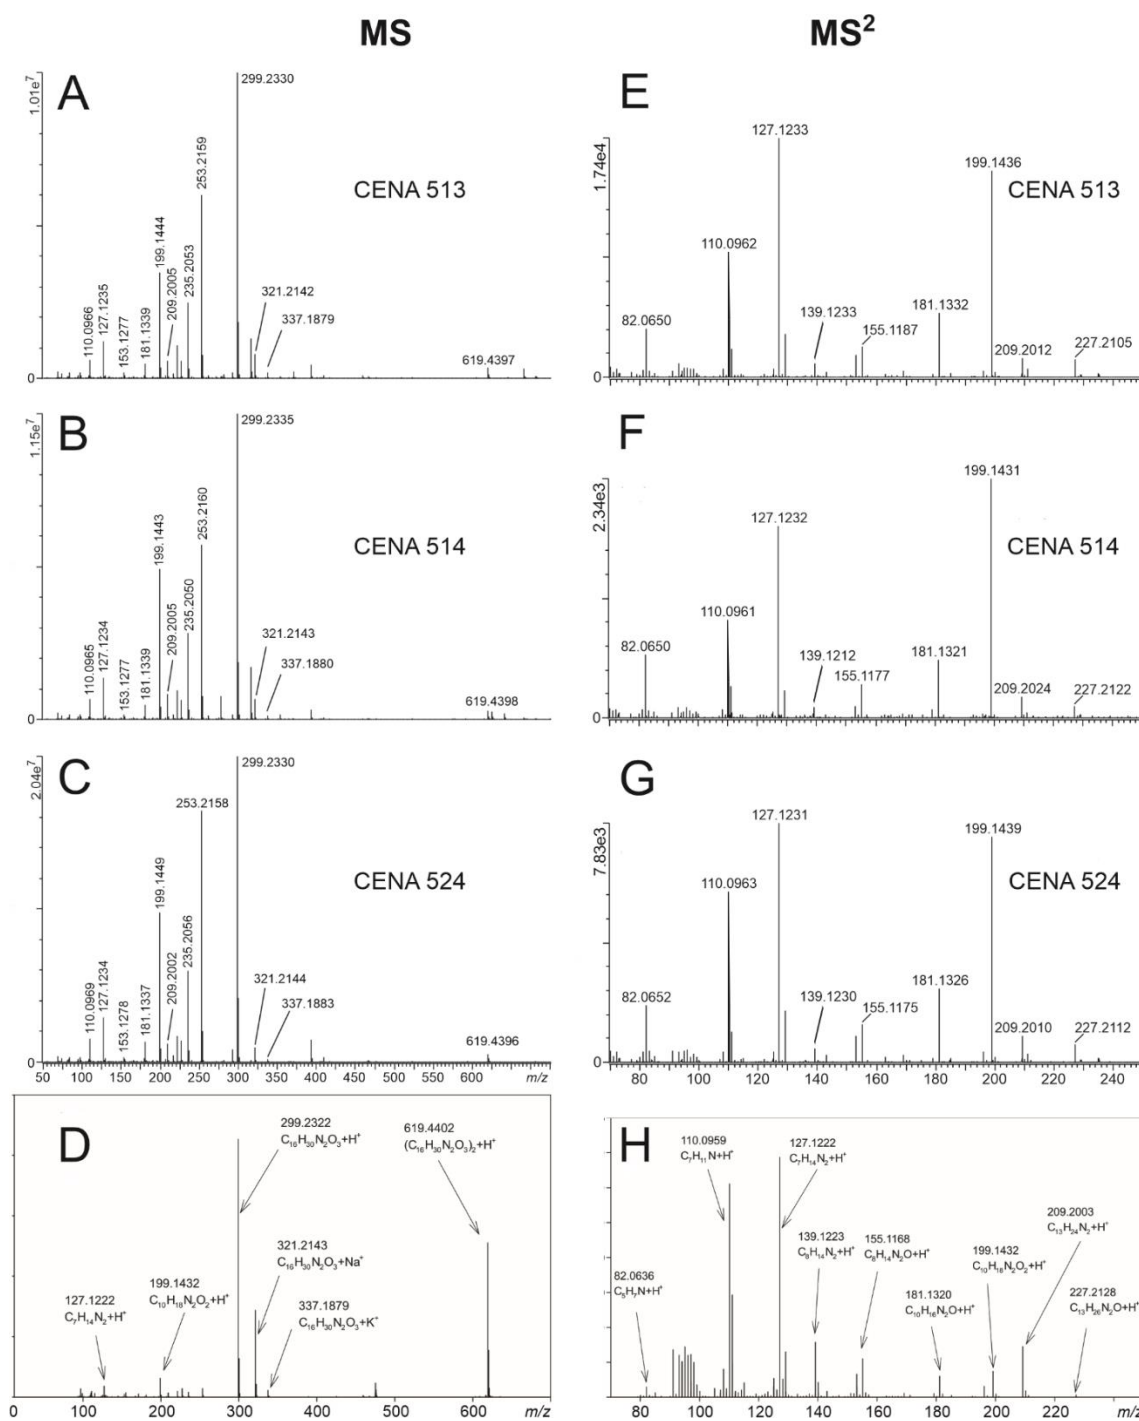 MS
MS²
A
1.01e⁷
110.0966
127.1235
153.1277
181.1339
199.1444
209.2005
235.2053
253.2159
299.2330
321.2142
337.1879
619.4397
CENA 513
0
E
1.74e4
82.0650
110.0962
127.1233
139.1233
155.1187
181.1332
199.1436
209.2012
227.2105
CENA 513
0
B
1.15e⁷
110.0965
127.1234
153.1277
181.1339
199.1443
209.2005
235.2050
253.2160
299.2335
321.2143
337.1880
619.4398
CENA 514
0
F
2.34e3
82.0650
110.0961
127.1232
139.1212
155.1177
181.1321
199.1431
209.2024
227.2122
CENA 514
0
C
2.04e⁷
110.0969
127.1234
153.1278
181.1337
199.1449
209.2002
235.2056
253.2158
299.2330
321.2144
337.1883
619.4396
CENA 524
0
50 100 150 200 250 300 350 400 450 500 550 600 m/z
G
7.83e3
82.0652
110.0963
127.1231
139.1230
155.1175
181.1326
199.1439
209.2010
227.2112
CENA 524
0
80 100 120 140 160 180 200 220 240 m/z
D
127.1222
C₇H₁₄N₂+H⁺
199.1432
C₁₀H₁₈N₂O₂+H⁺
299.2322
C₁₆H₃₀N₂O₃+H⁺
321.2143
C₁₆H₃₀N₂O₃+Na⁺
337.1879
C₁₆H₃₀N₂O₃+K⁺
619.4402
(C₁₆H₃₀N₂O₃)₂+H⁺
0 100 200 300 400 500 600 m/z
H
82.0636
C₅H₇N+H⁺
110.0959
C₇H₁₁N+H⁺
127.1222
C₇H₁₄N₂+H⁺
139.1223
C₈H₁₄N₂+H⁺
155.1168
C₈H₁₄N₂O+H⁺
181.1320
C₁₀H₁₆N₂O+H⁺
199.1432
C₁₀H₁₈N₂O₂+H⁺
209.2003
C₁₃H₂₄N₂+H⁺
227.2128
C₁₃H₂₆N₂O+H⁺
80 100 120 140 160 180 200 220 240 m/z